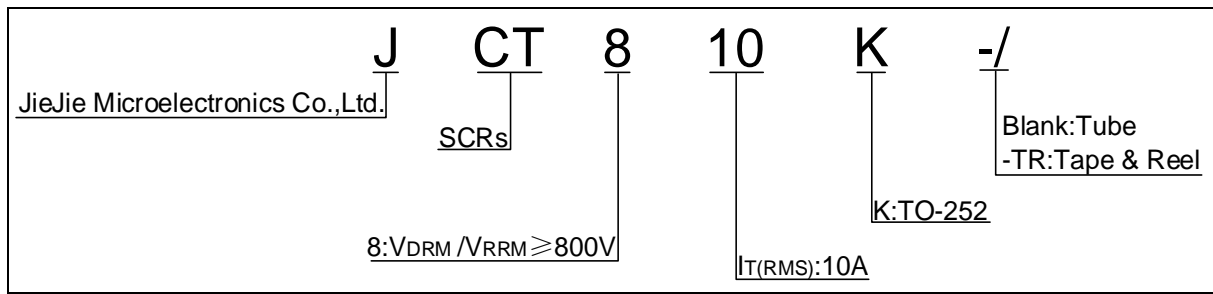 J CT 8 10 K -/
JieJie Microelectronics Co.,Ltd.
SCRs
Blank:Tube
-TR:Tape & Reel
K:TO-252
8:VDRM /VRRM≥800V
IT(RMS):10A